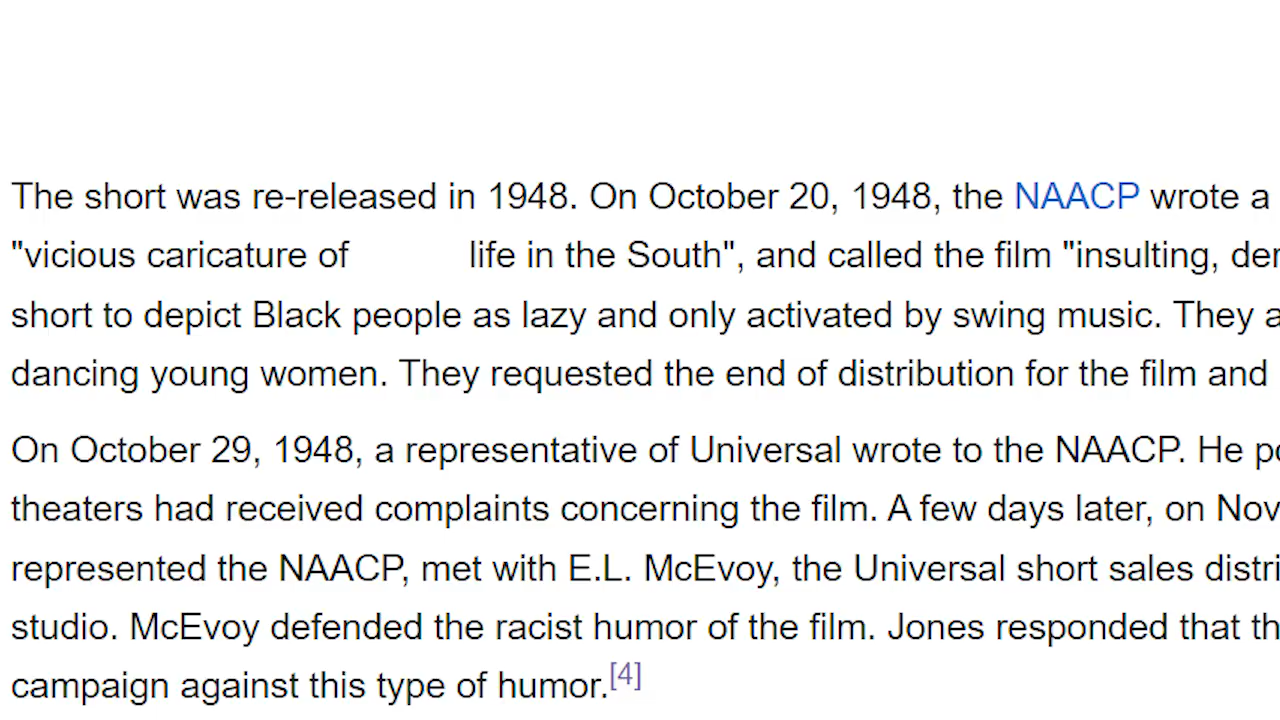 The short was re-released in 1948. On October 20, 1948, the NAACP wrote a
"vicious caricature of life in the South", and called the film "insulting, der
short to depict Black people as lazy and only activated by swing music. They a
dancing young women. They requested the end of distribution for the film and
On October 29, 1948, a representative of Universal wrote to the NAACP. He po
theaters had received complaints concerning the film. A few days later, on Nov
represented the NAACP, met with E.L. McEvoy, the Universal short sales distri
studio. McEvoy defended the racist humor of the film. Jones responded that th
campaign against this type of humor.[4]